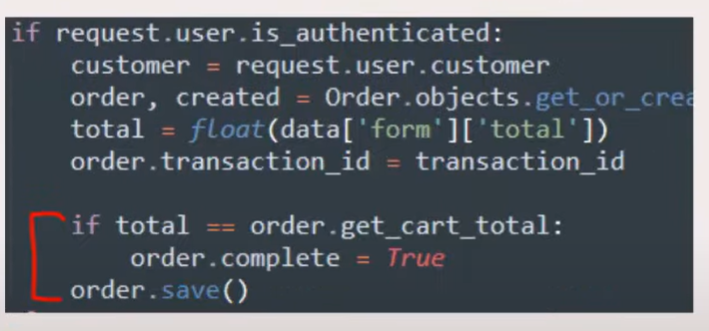 if request.user.is_authenticated:
    customer = request.user.customer
    order, created = Order.objects.get_or_crea
    total = float(data['form']['total'])
    order.transaction_id = transaction_id
    if total == order.get_cart_total:
        order.complete = True
    order.save()